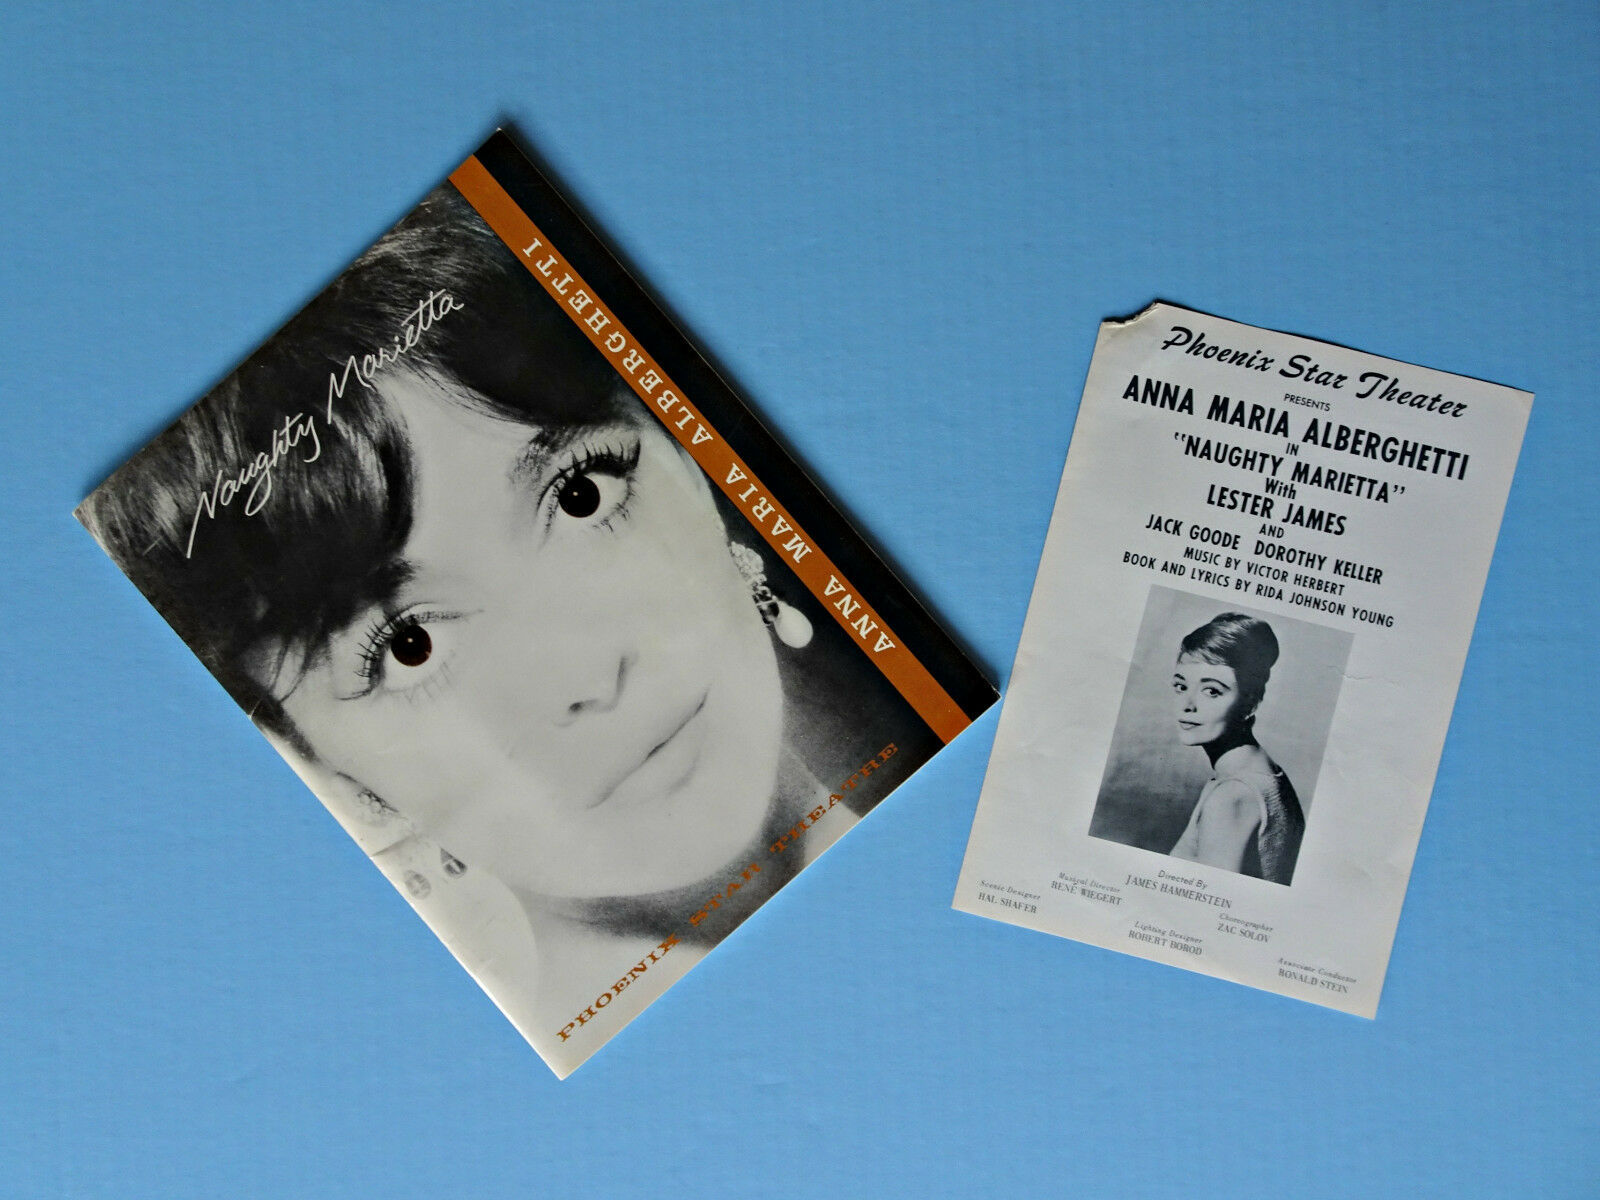 Naughty Marietta
ANNA MARIA ALBERGHETTI
PHOENIX STAR THEATRE
Phoenix Star Theater
PRESENTS
ANNA MARIA ALBERGHETTI
IN
"NAUGHTY MARIETTA"
With
LESTER JAMES
AND
JACK GOODE DOROTHY KELLER
MUSIC BY VICTOR HERBERT
BOOK AND LYRICS BY RIDA JOHNSON YOUNG
Directed By
JAMES HAMMERSTEIN
Musical Director
RENÉ WIEGERT
Scenic Designer
HAL SHAFER
Choreographer
ZAC SOLOV
Lighting Designer
ROBERT BOROD
Associate Conductor
RONALD STEIN